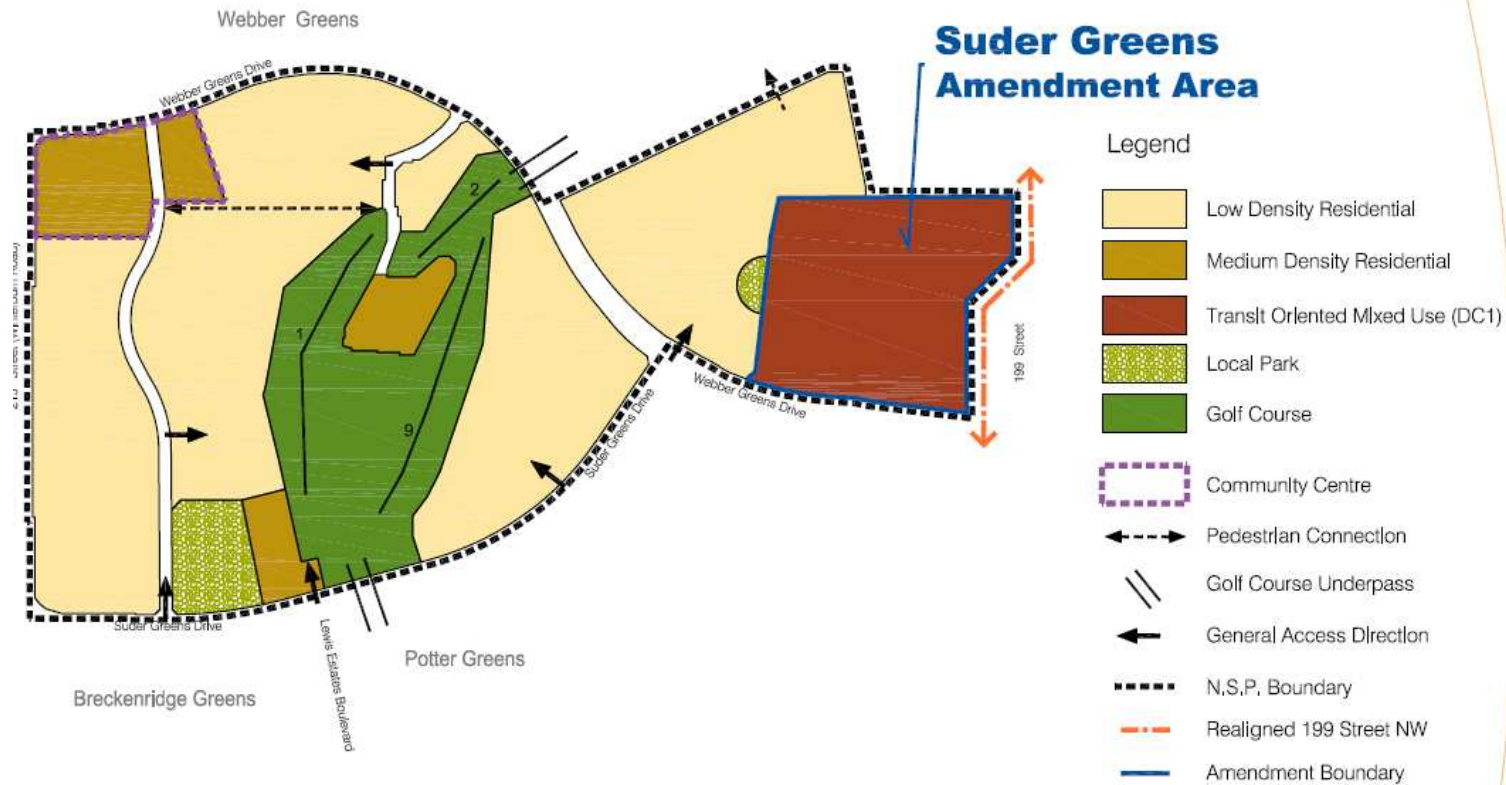 Webber Greens
Suder Greens
Amendment Area
Webber Greens Drive
2
1
9
199 Street
Webber Greens Drive
Suder Greens Drive
Suder Greens Drive
Lewis Estates Boulevard
Potter Greens
Breckenridge Greens
Legend
Low Density Residential
Medium Density Residential
Transit Oriented Mixed Use (DC1)
Local Park
Golf Course
Community Centre
Pedestrian Connection
Golf Course Underpass
General Access Direction
N.S.P. Boundary
Realigned 199 Street NW
Amendment Boundary